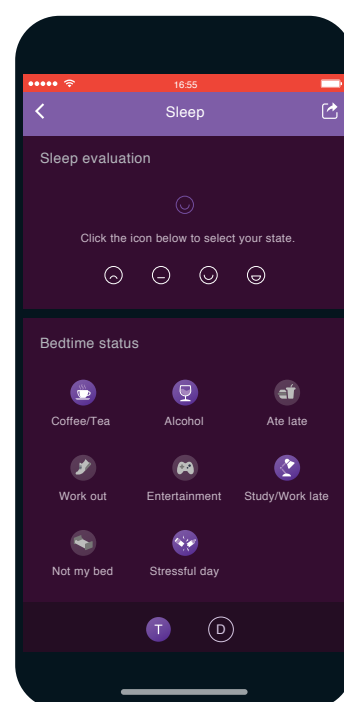 16:55
Sleep
Sleep evaluation
Click the icon below to select your state.
Bedtime status
Coffee/Tea Alcohol Ate late
Work out Entertainment Study/Work late
Not my bed Stressful day
T D